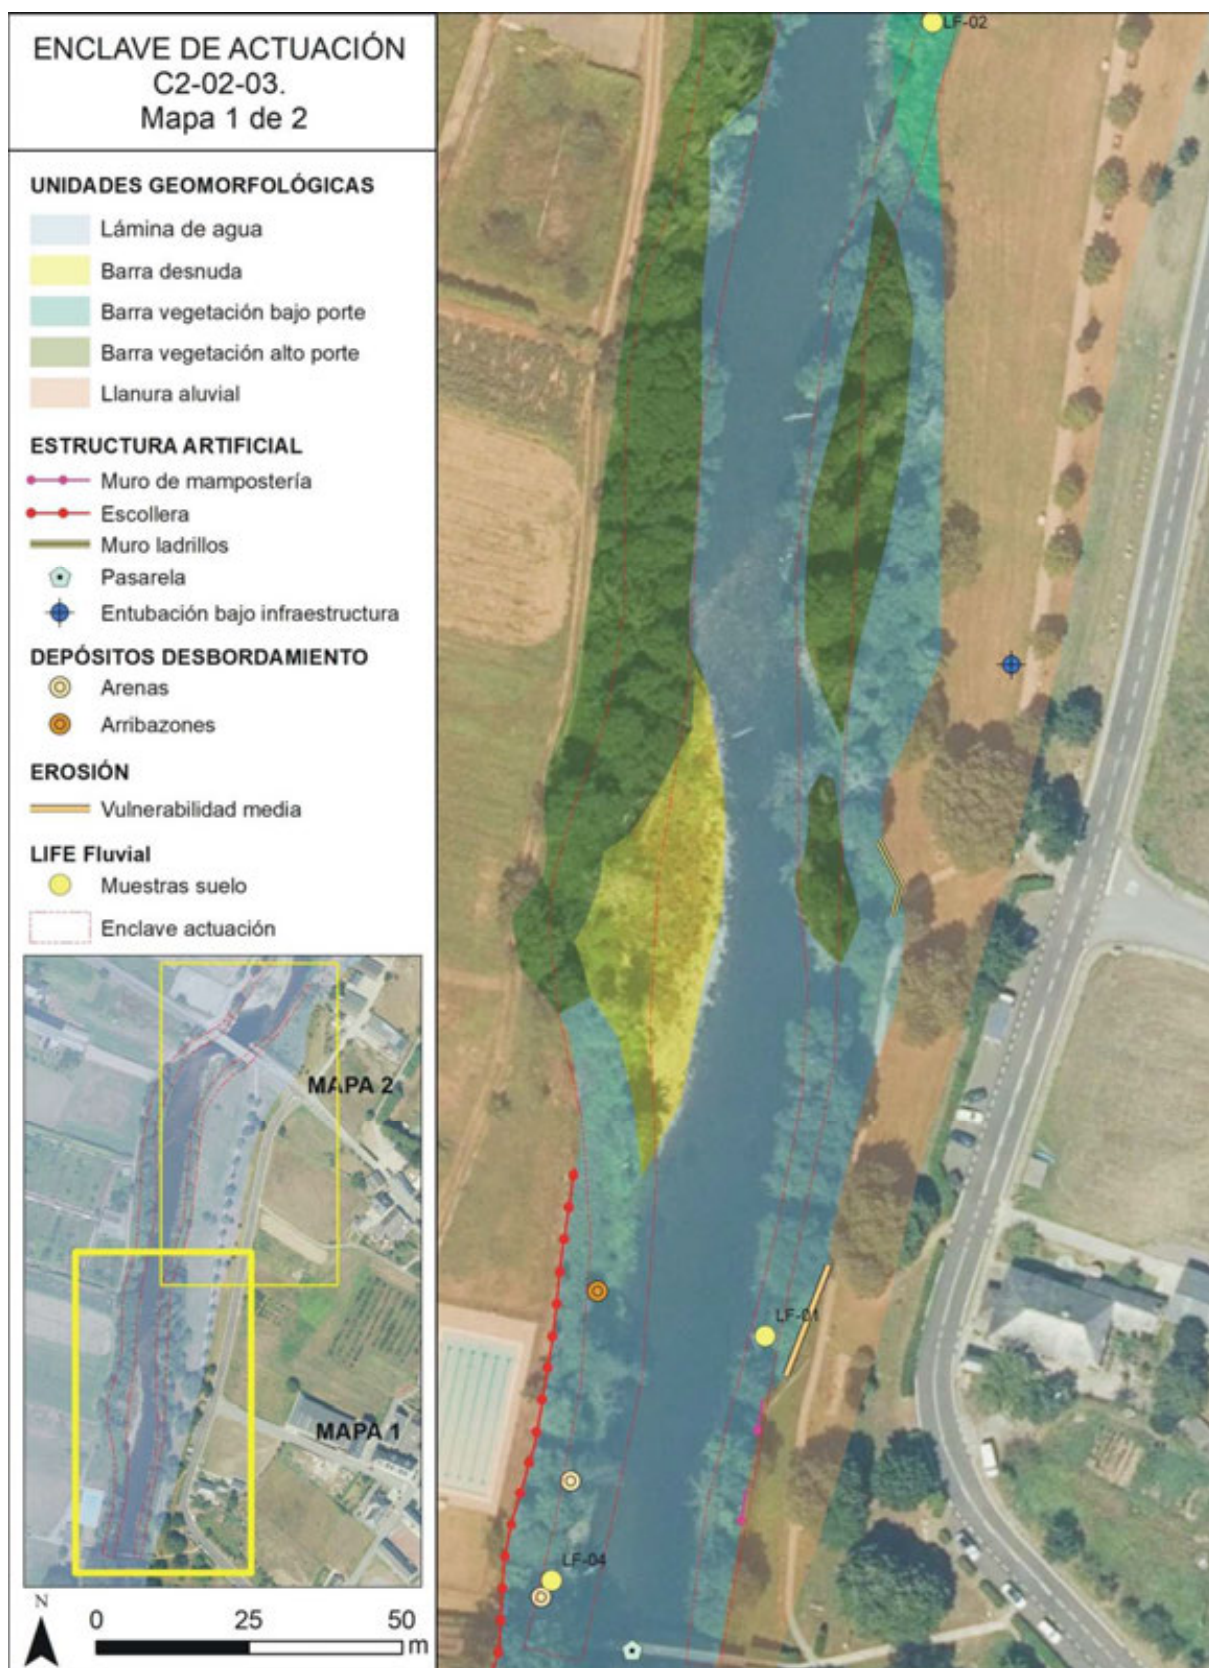 ENCLAVE DE ACTUACIÓN
C2-02-03.
Mapa 1 de 2
UNIDADES GEOMORFOLÓGICAS
Lámina de agua
Barra desnuda
Barra vegetación bajo porte
Barra vegetación alto porte
Llanura aluvial
ESTRUCTURA ARTIFICIAL
Muro de mampostería
Escollera
Muro ladrillos
Pasarela
Entubación bajo infraestructura
DEPÓSITOS DESBORDAMIENTO
Arenas
Arribazones
EROSIÓN
Vulnerabilidad media
LIFE Fluvial
Muestras suelo
Enclave actuación
MAPA 2
MAPA 1
N
0 25 50
m
LF-02
LF-01
LF-04